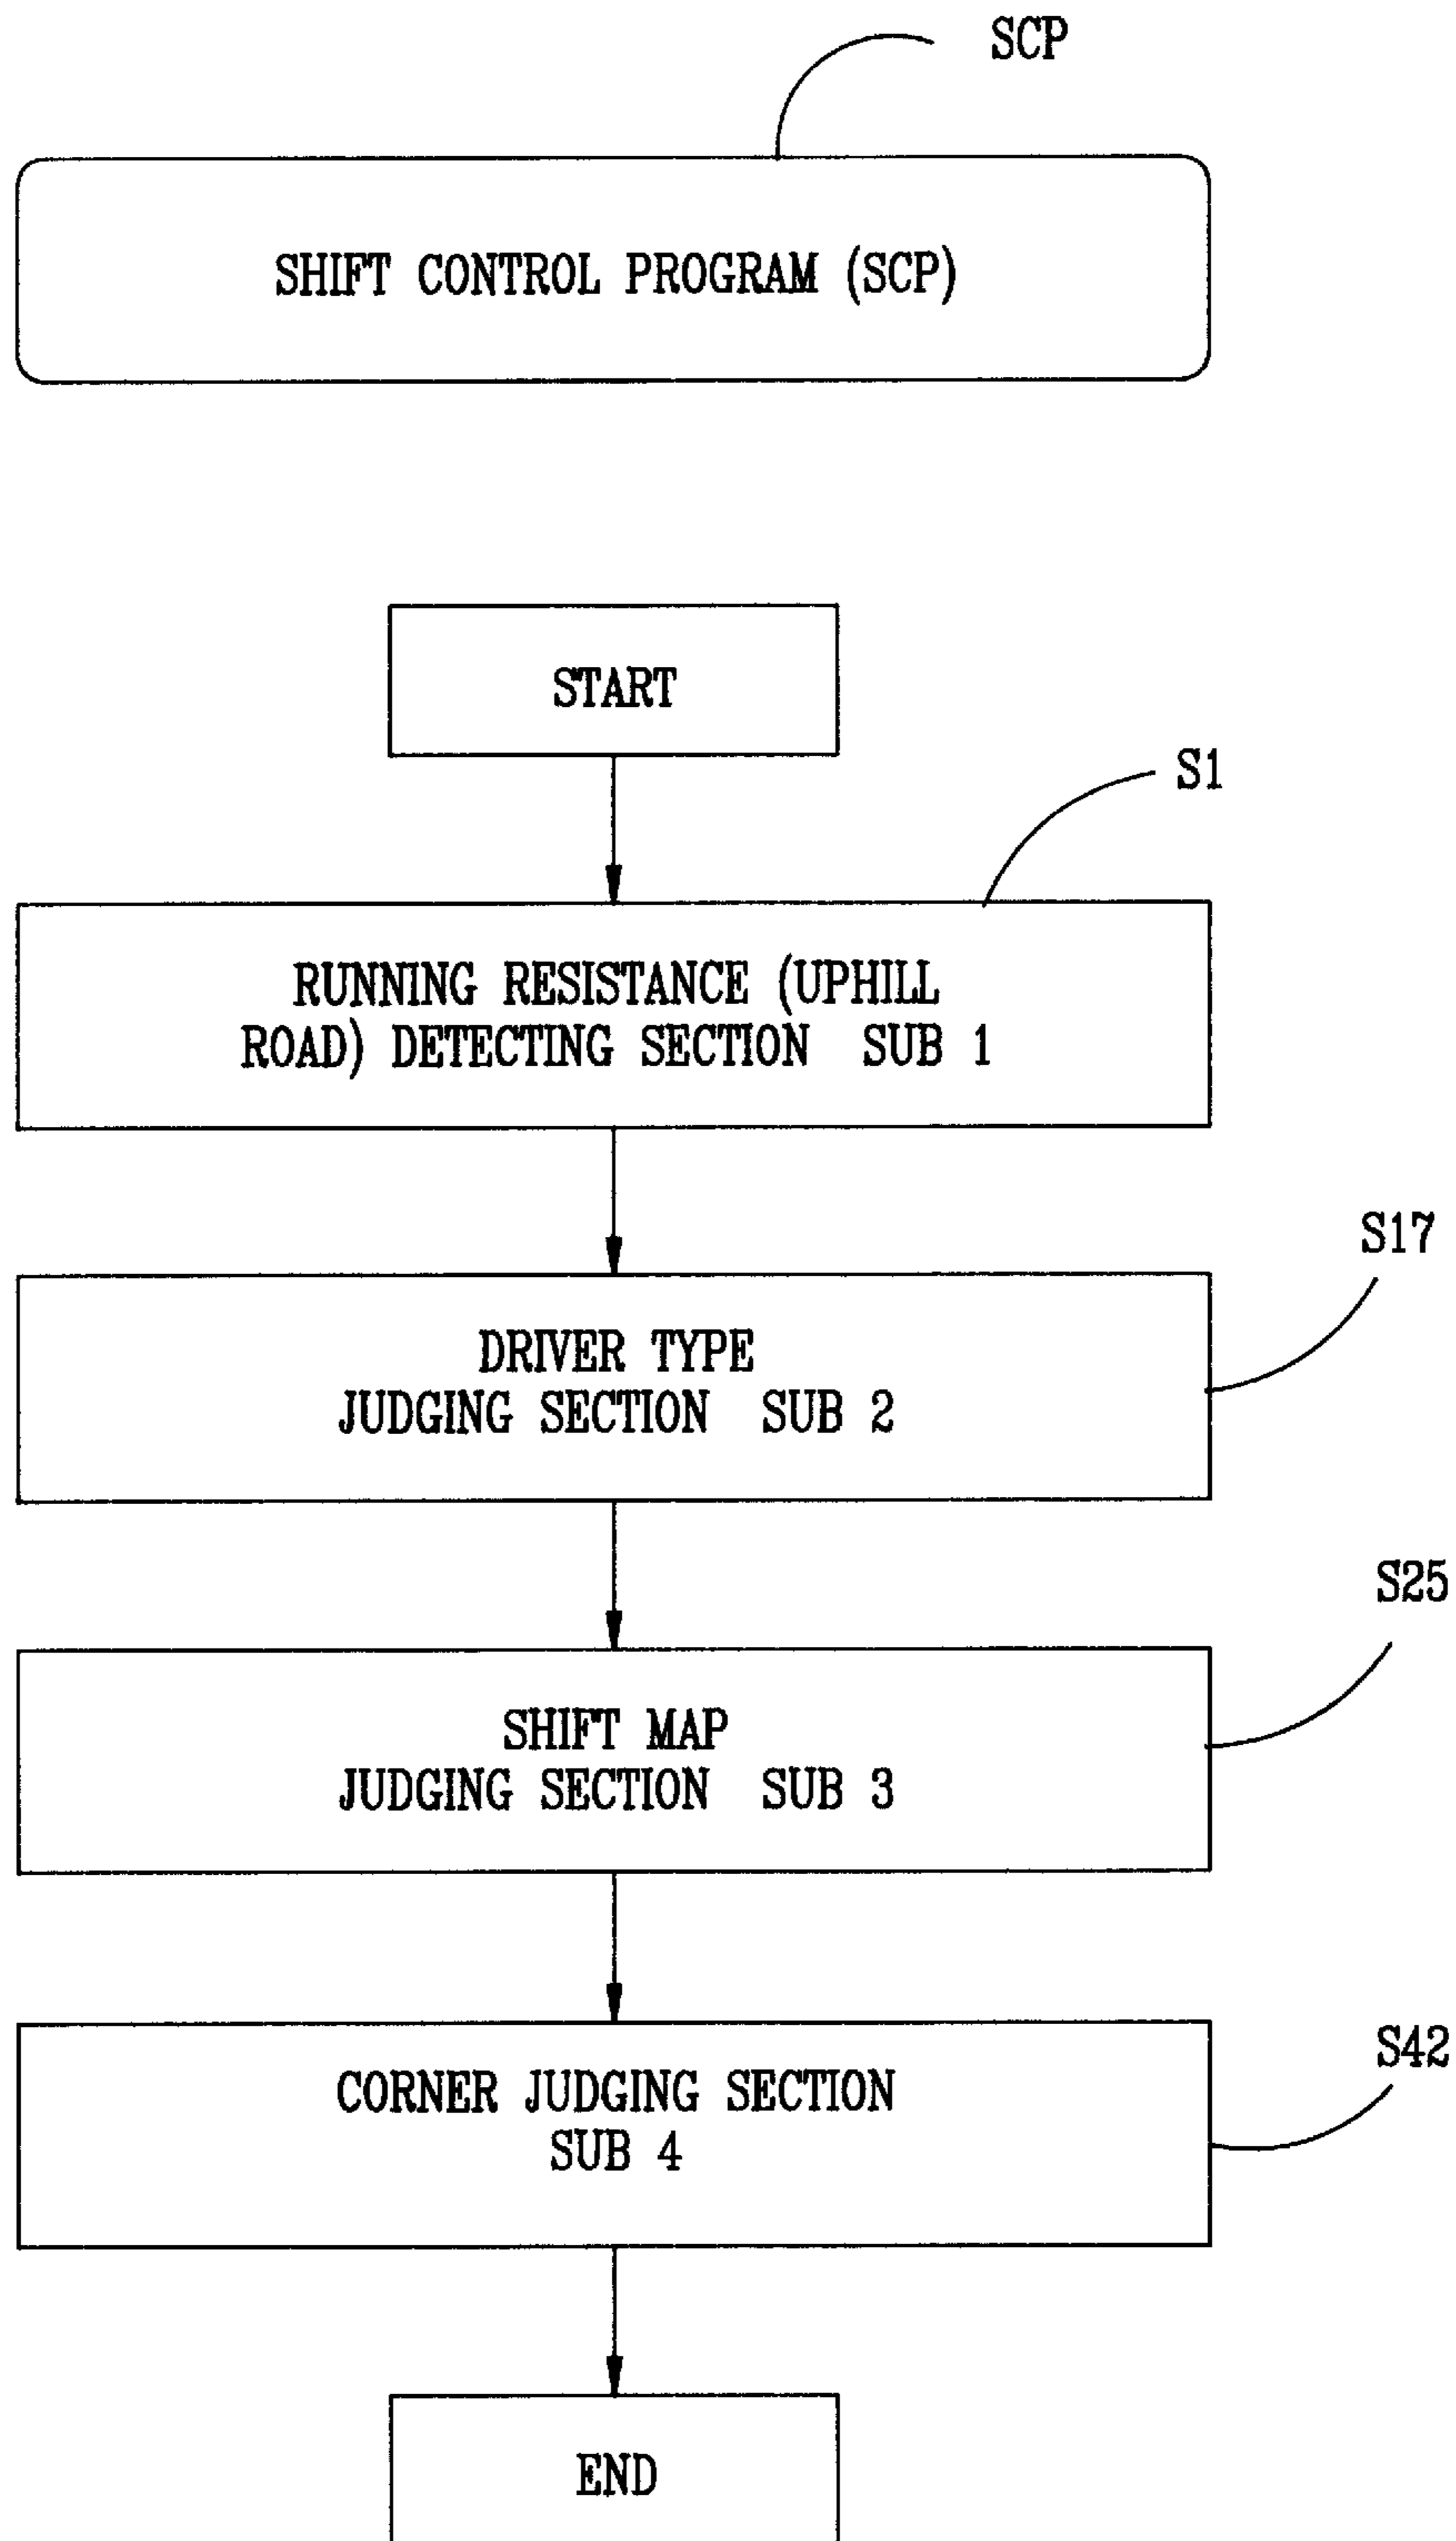 SCP
SHIFT CONTROL PROGRAM (SCP)
START
S1
RUNNING RESISTANCE (UPHILL
ROAD) DETECTING SECTION SUB 1
S17
DRIVER TYPE
JUDGING SECTION SUB 2
S25
SHIFT MAP
JUDGING SECTION SUB 3
S42
CORNER JUDGING SECTION
SUB 4
END